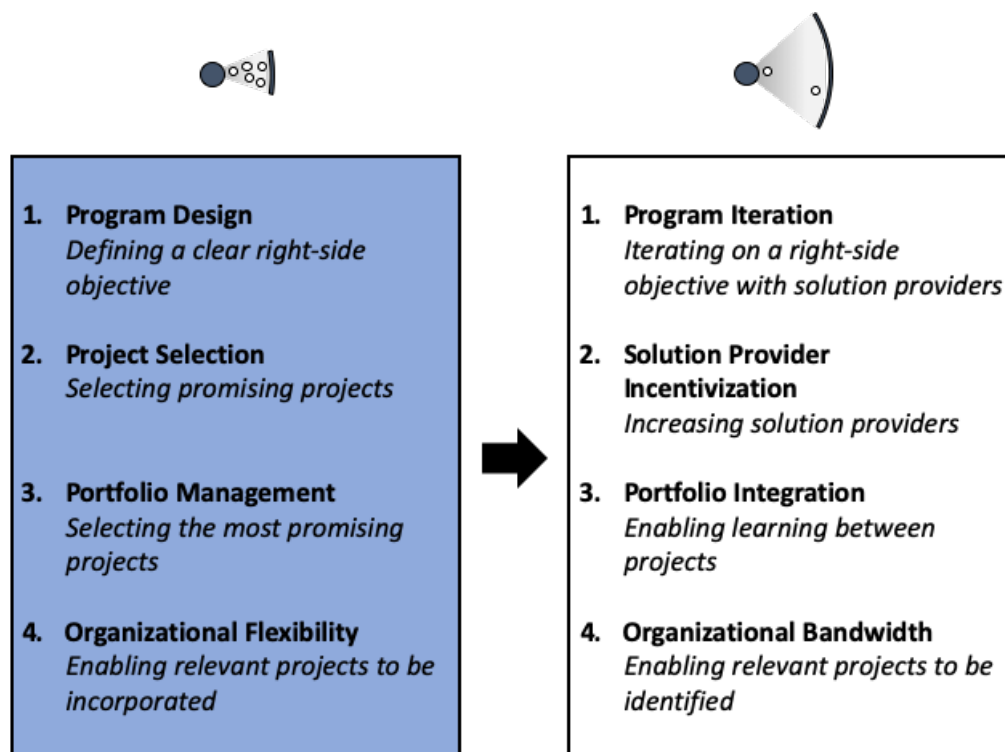 1. Program Design
Defining a clear right-side
objective
2. Project Selection
Selecting promising projects
3. Portfolio Management
Selecting the most promising
projects
4. Organizational Flexibility
Enabling relevant projects to be
incorporated
1. Program Iteration
Iterating on a right-side
objective with solution providers
2. Solution Provider
Incentivization
Increasing solution providers
3. Portfolio Integration
Enabling learning between
projects
4. Organizational Bandwidth
Enabling relevant projects to be
identified